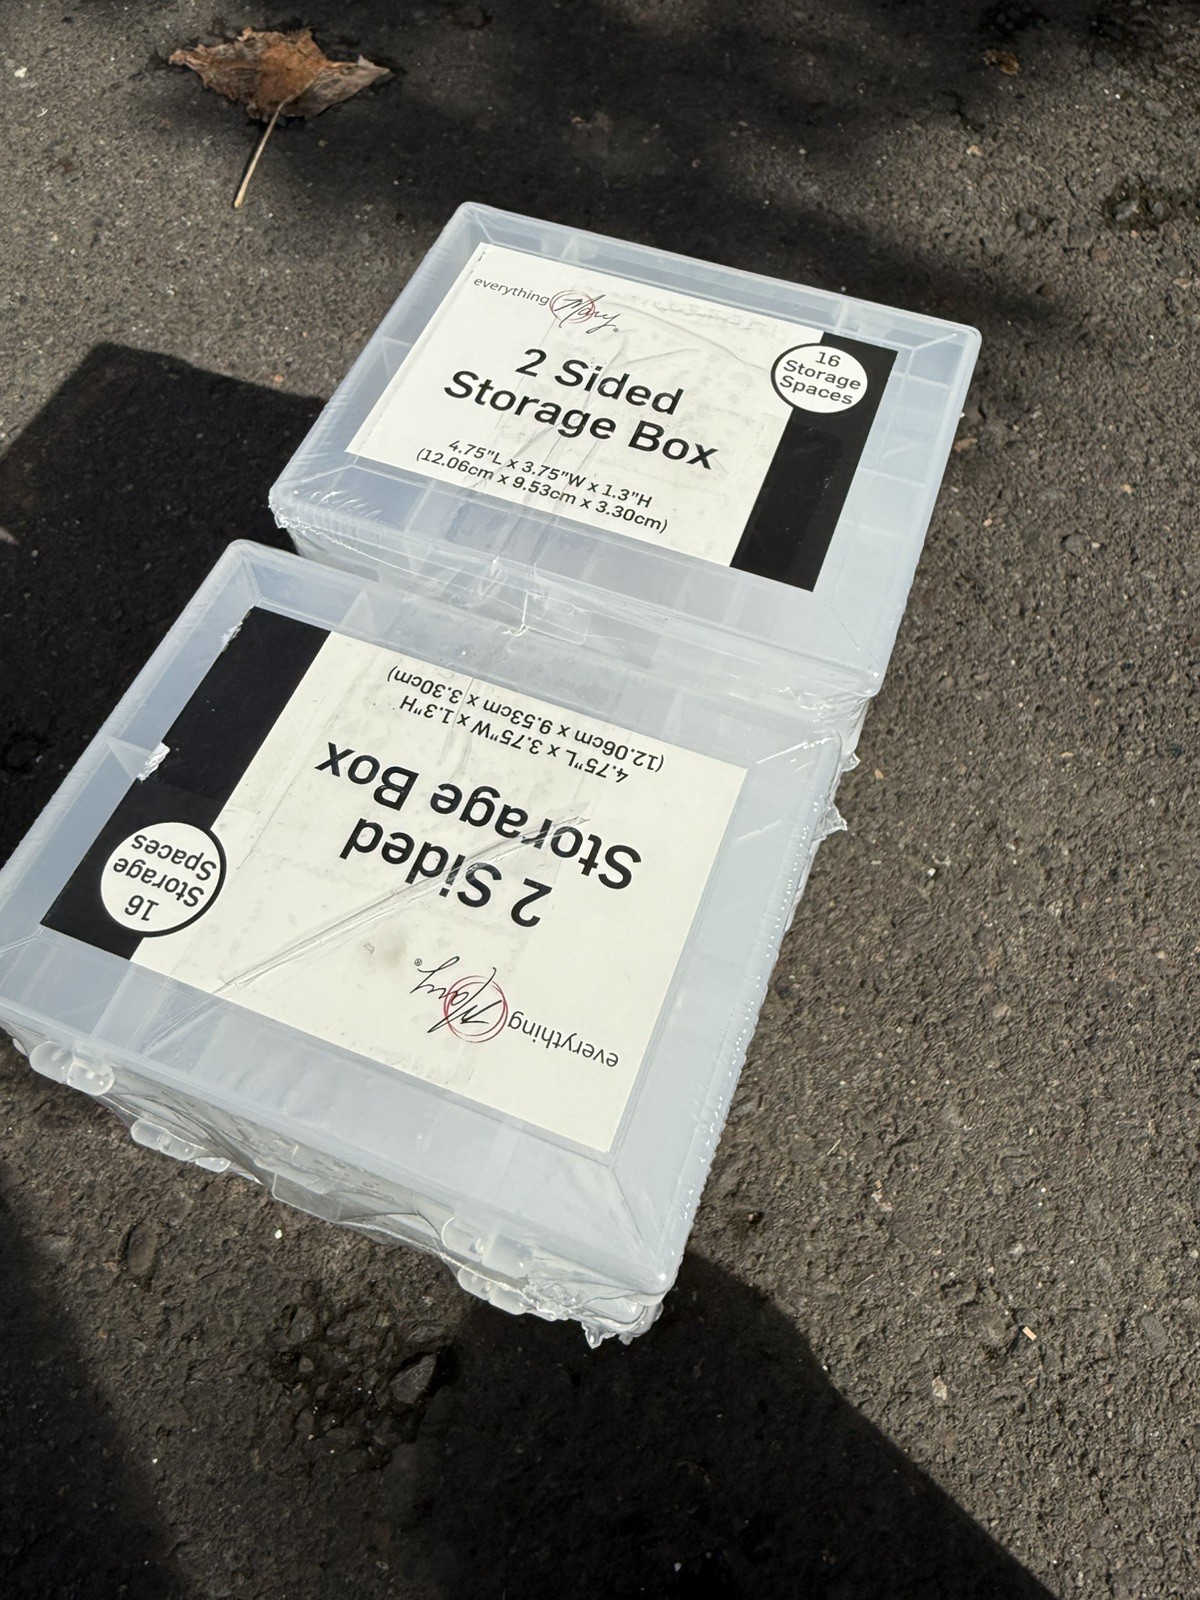 everything Mary®
2 Sided
Storage Box
4.75"L x 3.75"W x 1.3"H
(12.06cm x 9.53cm x 3.30cm)
16
Storage
Spaces
everything Mary®
2 Sided
Storage Box
4.75"L x 3.75"W x 1.3"H
(12.06cm x 9.53cm x 3.30cm)
16
Storage
Spaces